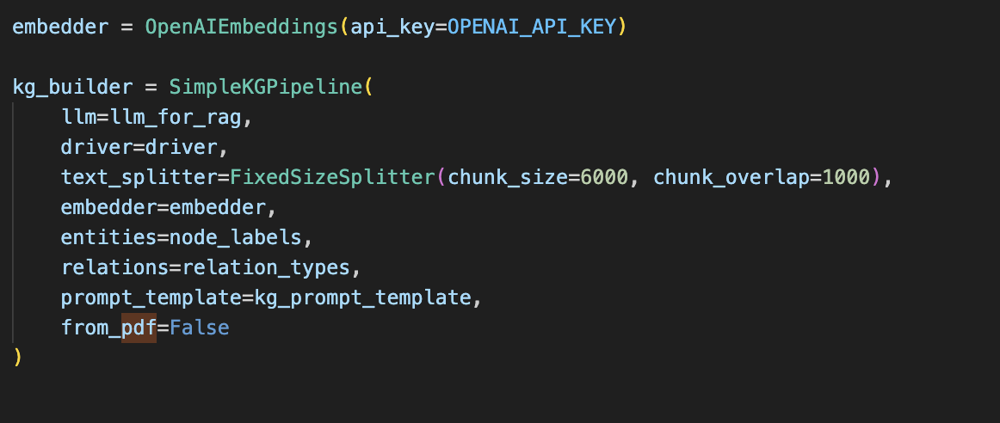 embedder = OpenAIEmbeddings(api_key=OPENAI_API_KEY)
kg_builder = SimpleKGPipeline(
    llm=llm_for_rag,
    driver=driver,
    text_splitter=FixedSizeSplitter(chunk_size=6000, chunk_overlap=1000),
    embedder=embedder,
    entities=node_labels,
    relations=relation_types,
    prompt_template=kg_prompt_template,
    from_pdf=False
)